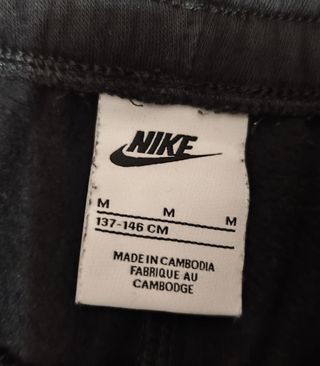 NIKE
M M M
137-146 CM
MADE IN CAMBODIA
FABRIQUE AU
CAMBODGE